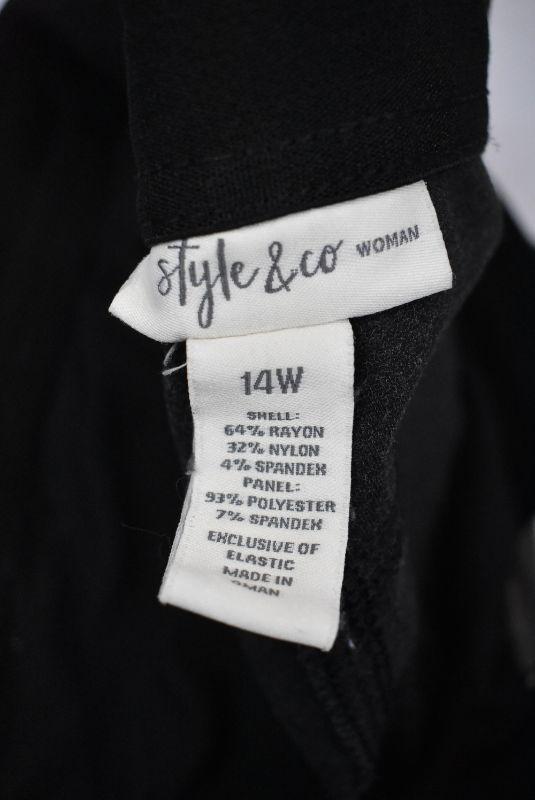 style & co WOMAN
14W
SHELL:
64% RAYON
32% NYLON
4% SPANDEX
PANEL:
93% POLYESTER
7% SPANDEX
EXCLUSIVE OF
ELASTIC
MADE IN
OMAN